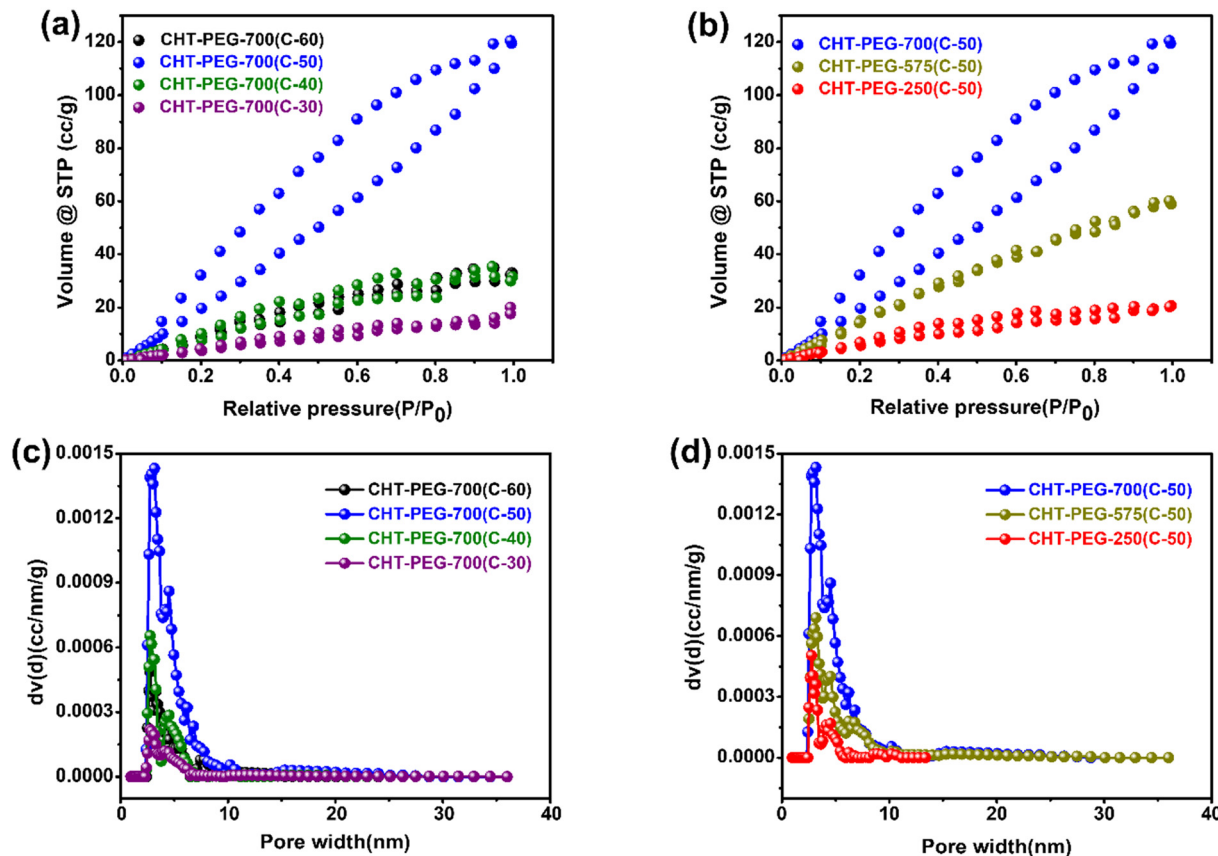 (a)
CHT-PEG-700(C-60)
CHT-PEG-700(C-50)
CHT-PEG-700(C-40)
CHT-PEG-700(C-30)
120
100
80
60
40
20
0
Volume @ STP (cc/g)
0.0 0.2 0.4 0.6 0.8 1.0
Relative pressure(P/P0)
(b)
CHT-PEG-700(C-50)
CHT-PEG-575(C-50)
CHT-PEG-250(C-50)
120
100
80
60
40
20
0
Volume @ STP (cc/g)
0.0 0.2 0.4 0.6 0.8 1.0
Relative pressure(P/P0)
(c)
CHT-PEG-700(C-60)
CHT-PEG-700(C-50)
CHT-PEG-700(C-40)
CHT-PEG-700(C-30)
0.0015
0.0012
0.0009
0.0006
0.0003
0.0000
dv(d)(cc/nm/g)
0 10 20 30 40
Pore width(nm)
(d)
CHT-PEG-700(C-50)
CHT-PEG-575(C-50)
CHT-PEG-250(C-50)
0.0015
0.0012
0.0009
0.0006
0.0003
0.0000
dv(d)(cc/nm/g)
0 10 20 30 40
Pore width(nm)